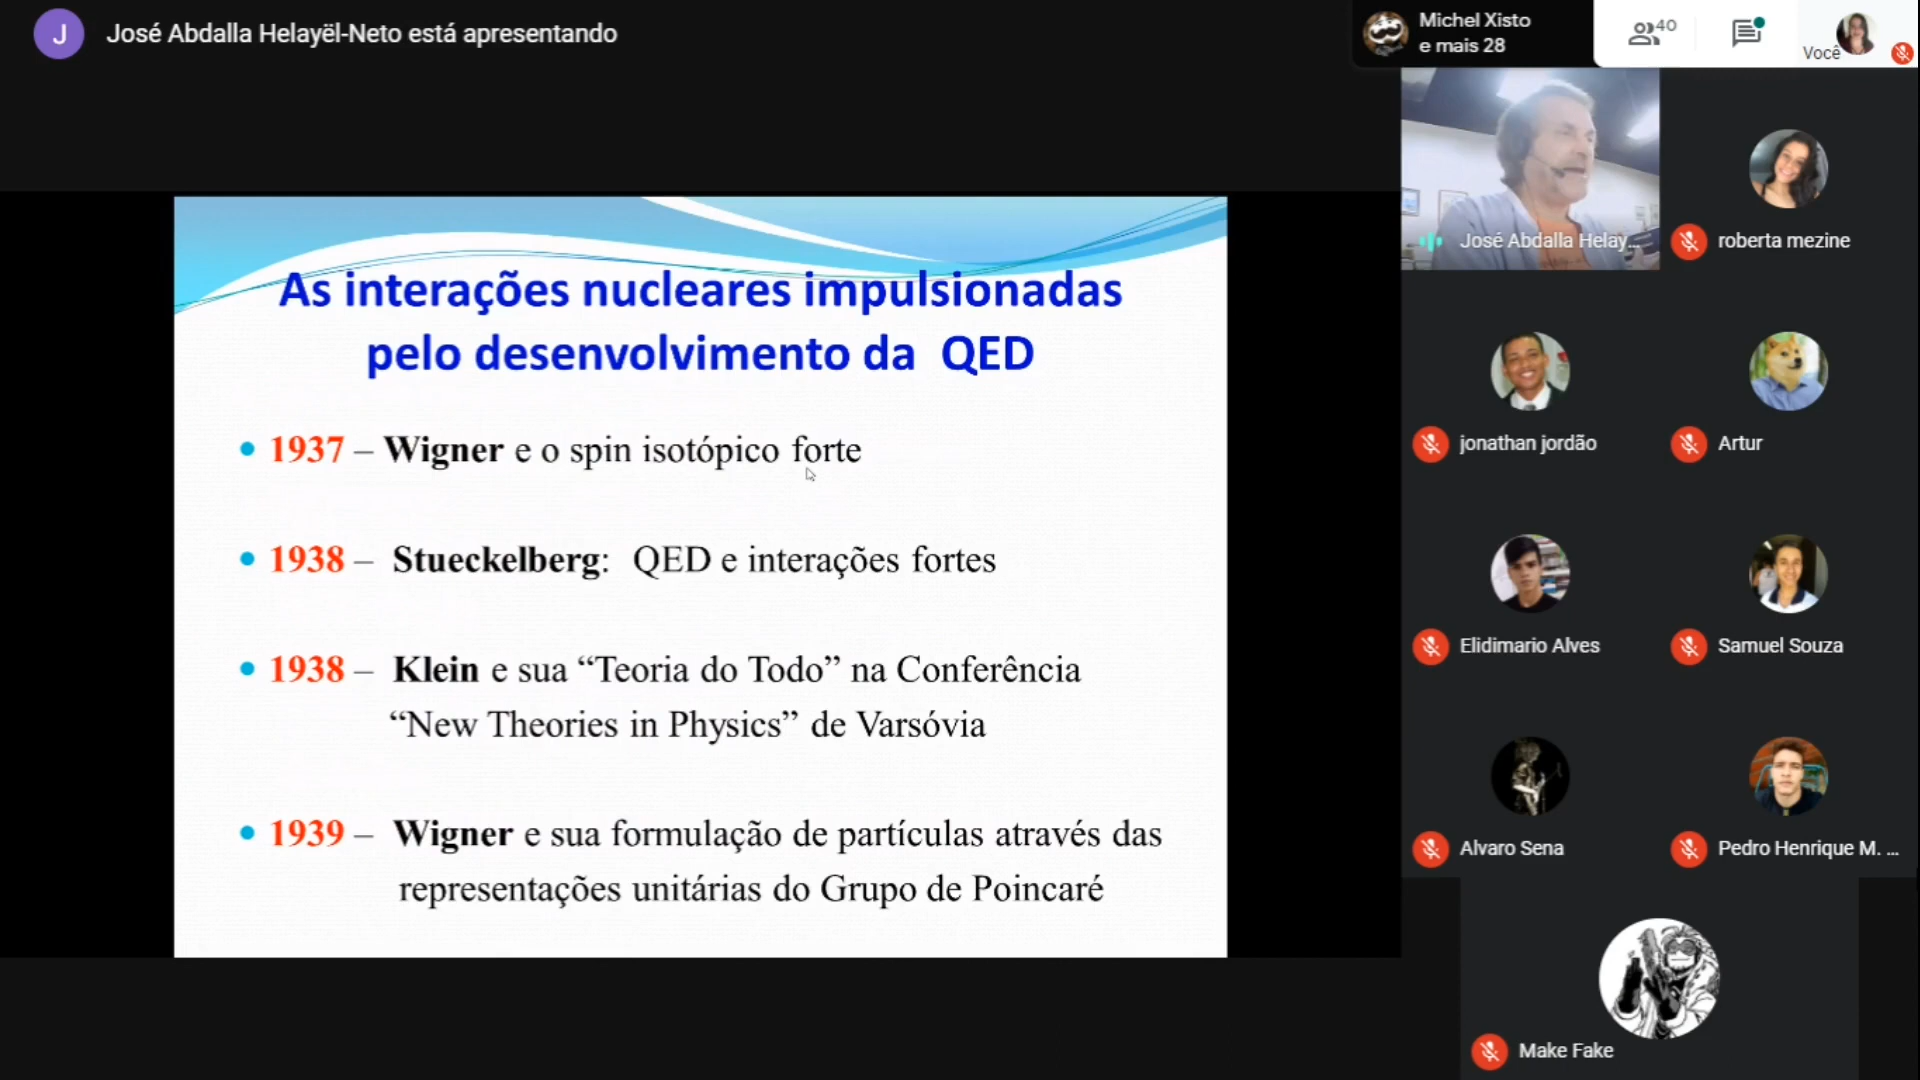 J
José Abdalla Helayël-Neto está apresentando
Michel Xisto
e mais 28
40
Você
As interações nucleares impulsionadas
pelo desenvolvimento da QED
• 1937 – Wigner e o spin isotópico forte
• 1938 – Stueckelberg: QED e interações fortes
• 1938 – Klein e sua “Teoria do Todo” na Conferência
“New Theories in Physics” de Varsóvia
• 1939 – Wigner e sua formulação de partículas através das
representações unitárias do Grupo de Poincaré
José Abdalla Helay...
roberta mezine
jonathan jordão
Artur
Elidimario Alves
Samuel Souza
Alvaro Sena
Pedro Henrique M. ...
Make Fake